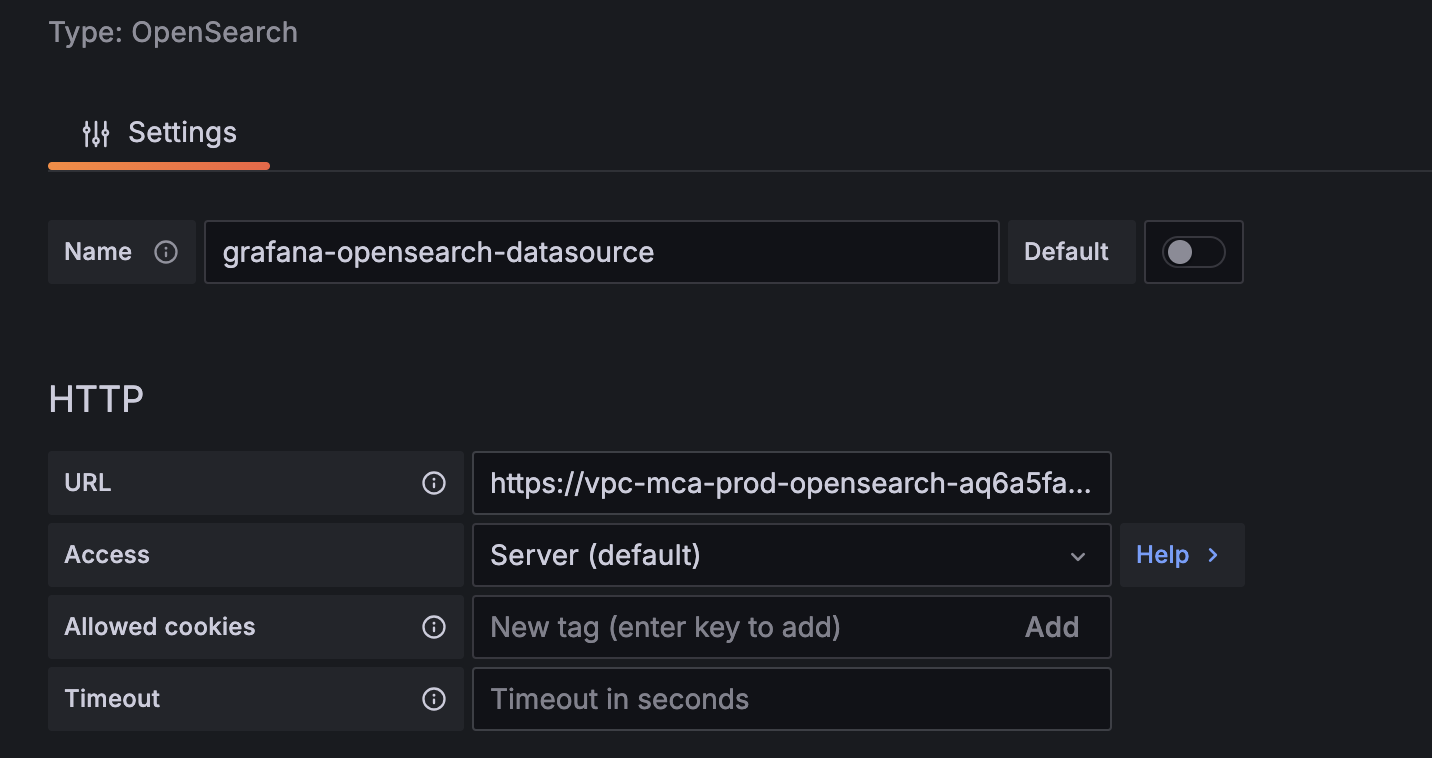 Type: OpenSearch
Settings
Name grafana-opensearch-datasource Default
HTTP
URL https://vpc-mca-prod-opensearch-aq6a5fa...
Access Server (default) Help
Allowed cookies New tag (enter key to add) Add
Timeout Timeout in seconds